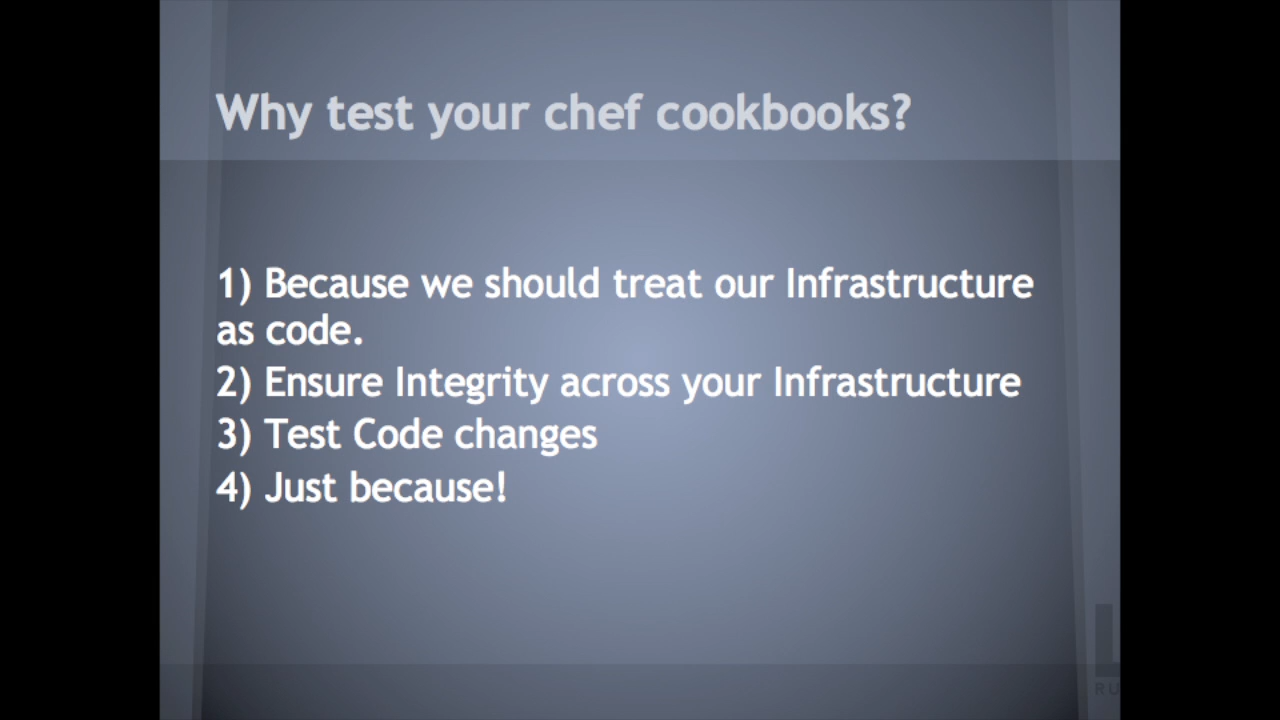 Why test your chef cookbooks?
1) Because we should treat our Infrastructure
as code.
2) Ensure Integrity across your Infrastructure
3) Test Code changes
4) Just because!
L
RU